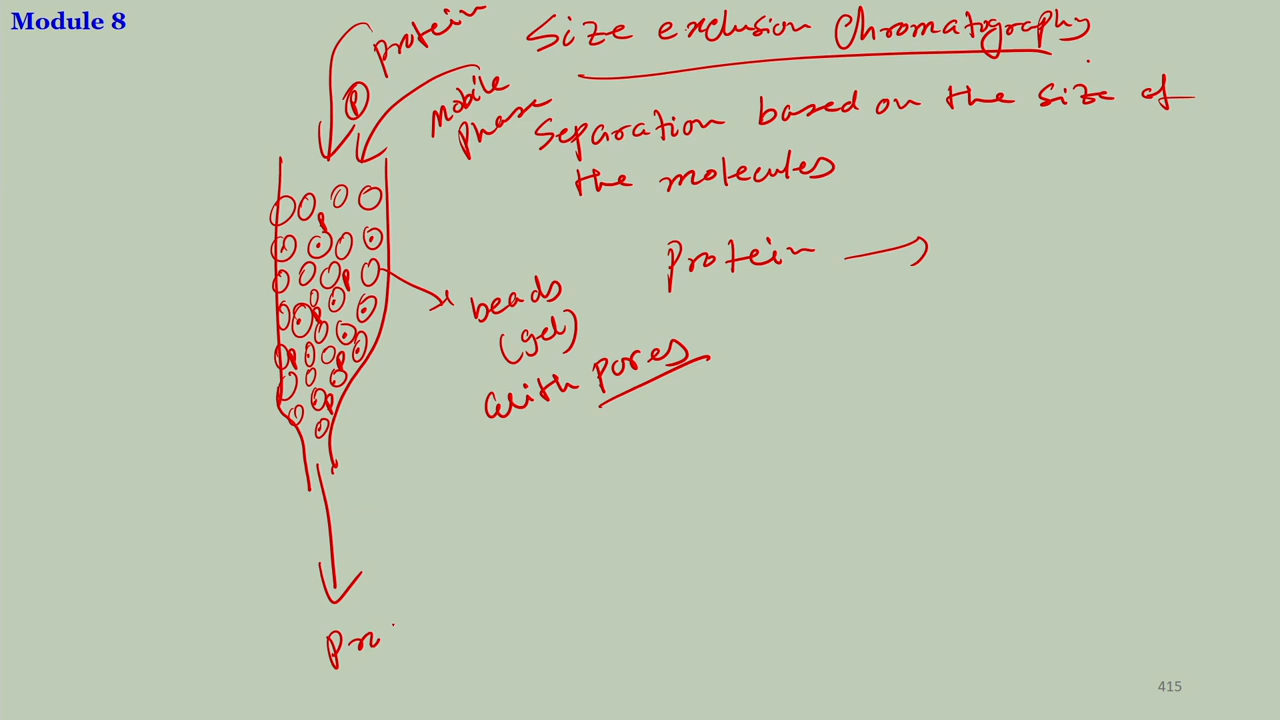 Module 8
Size exclusion Chromatography
Separation based on the size of
the molecules
protein
P
mobile
phase
Protein →
beads
(gel)
with pores
P
P
P
P
P
P
Pro
415